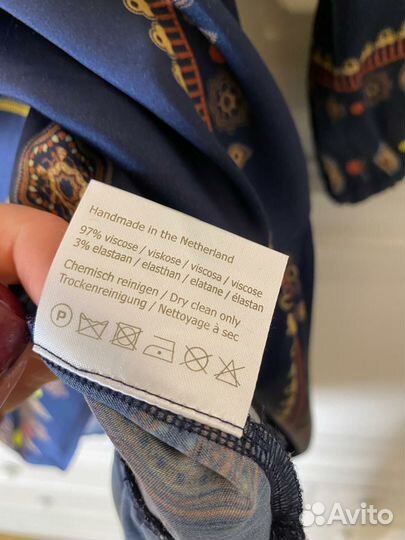 Handmade in the Netherland
97% viscose / viskose / viscosa / viscose
3% elastaan / elasthan / elatane / élastan
Chemisch reinigen / Dry clean only
Trockenreinigung / Nettoyage à sec
P
Avito